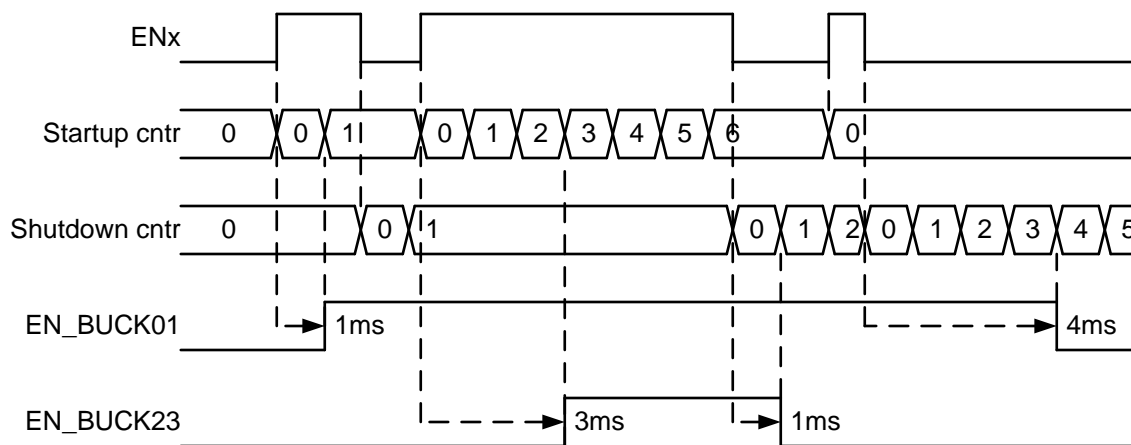 ENx
Startup cntr 0 0 1 0 1 2 3 4 5 6 0
Shutdown cntr 0 0 1 0 1 2 0 1 2 3 4 5
EN_BUCK01 1ms 4ms
EN_BUCK23 3ms 1ms